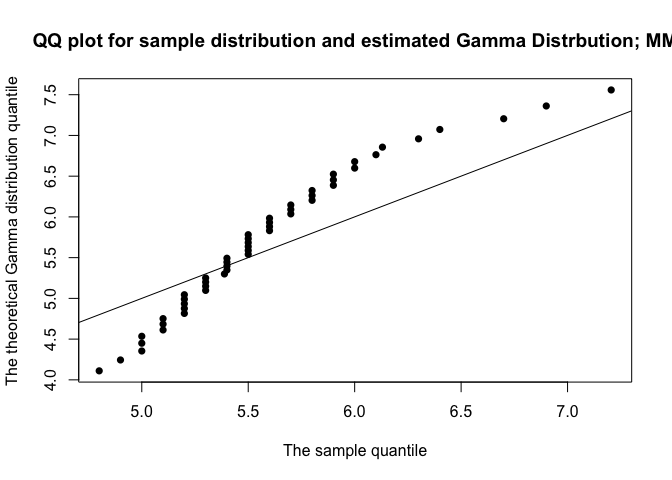 QQ plot for sample distribution and estimated Gamma Distrbution; MM
The theoretical Gamma distribution quantile
7.5
7.0
6.5
6.0
5.5
5.0
4.5
4.0
5.0 5.5 6.0 6.5 7.0
The sample quantile